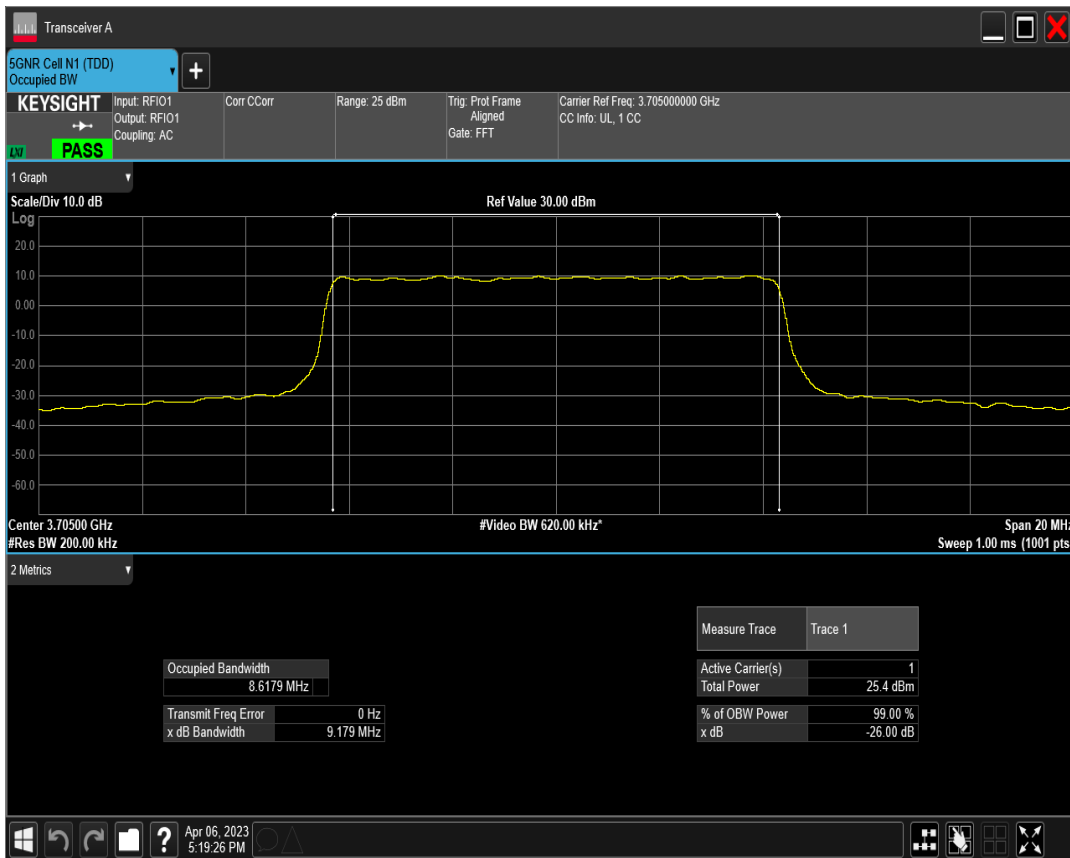 Transceiver A
5GNR Cell N1 (TDD)
Occupied BW
+
KEYSIGHT
LXI
PASS
Input: RFIO1
Output: RFIO1
Coupling: AC
Corr CCorr
Range: 25 dBm
Trig: Prot Frame
Aligned
Gate: FFT
Carrier Ref Freq: 3.705000000 GHz
CC Info: UL, 1 CC
1 Graph
Scale/Div 10.0 dB
Ref Value 30.00 dBm
Log
20.0
10.0
0.00
-10.0
-20.0
-30.0
-40.0
-50.0
-60.0
Center 3.70500 GHz
#Video BW 620.00 kHz*
Span 20 MHz
#Res BW 200.00 kHz
Sweep 1.00 ms (1001 pts
2 Metrics
Measure Trace Trace 1
Occupied Bandwidth
8.6179 MHz
Active Carrier(s) 1
Total Power 25.4 dBm
Transmit Freq Error 0 Hz
x dB Bandwidth 9.179 MHz
% of OBW Power 99.00 %
x dB -26.00 dB
?
Apr 06, 2023
5:19:26 PM